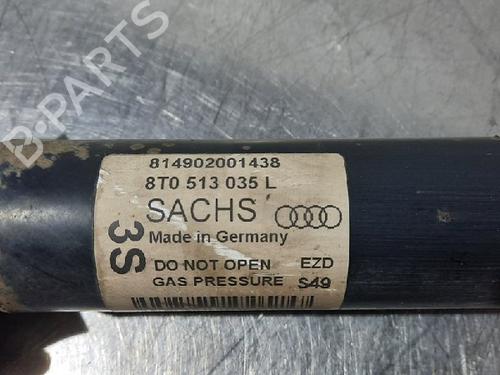 B-PARTS
814902001438
8T0 513 035 L
SACHS
Made in Germany
3S
DO NOT OPEN EZD
GAS PRESSURE S49